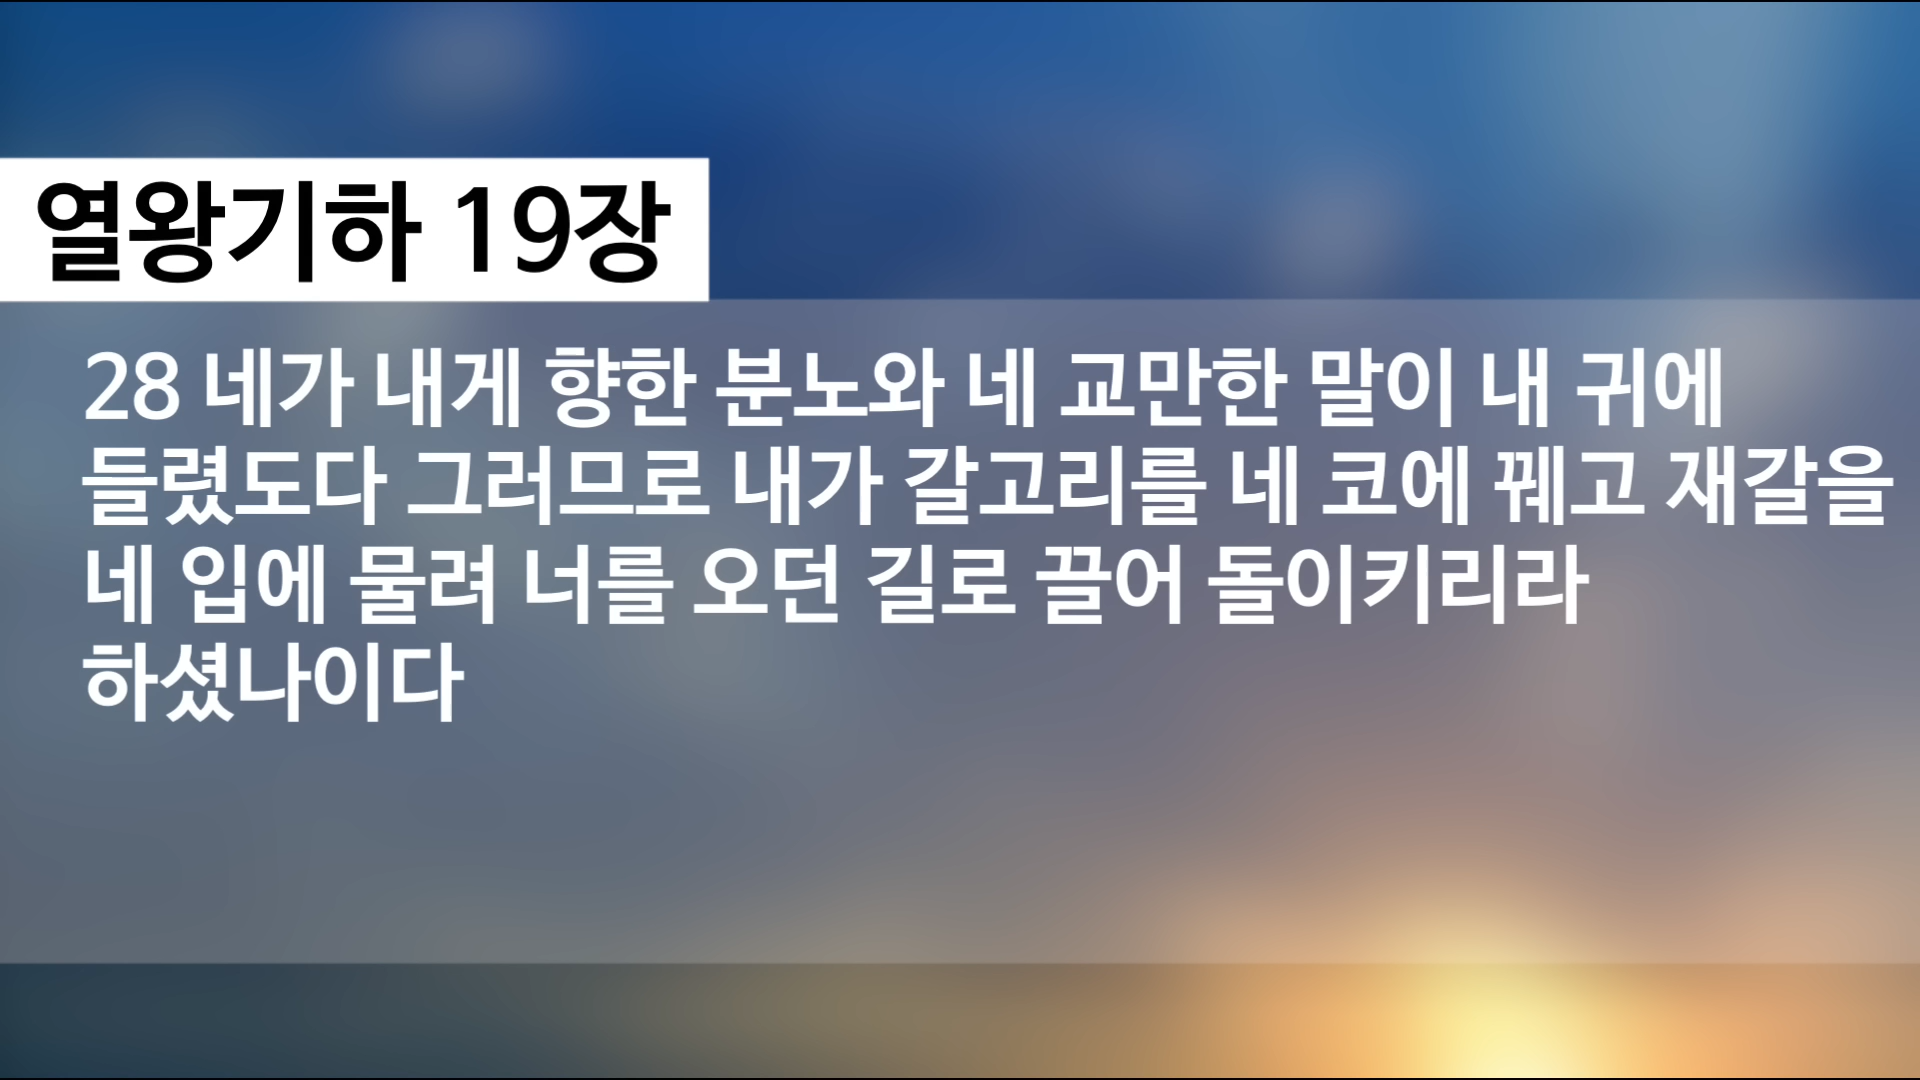 열왕기하 19장
28 네가 내게 향한 분노와 네 교만한 말이 내 귀에
들렸도다 그러므로 내가 갈고리를 네 코에 꿰고 재갈을
네 입에 물려 너를 오던 길로 끌어 돌이키리라
하셨나이다